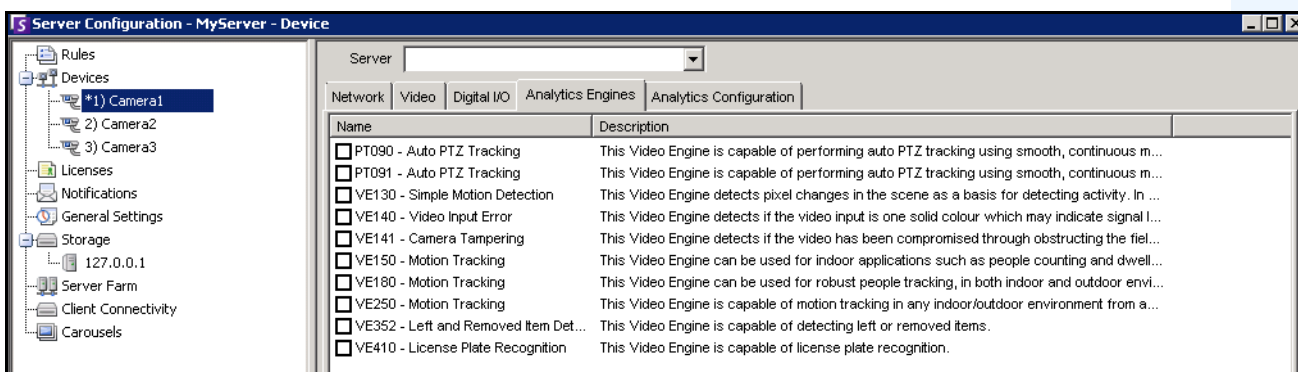 Server Configuration - MyServer - Device
Rules
Devices
*1) Camera1
2) Camera2
3) Camera3
Licenses
Notifications
General Settings
Storage
127.0.0.1
Server Farm
Client Connectivity
Carousels
Server
Network Video Digital I/O Analytics Engines Analytics Configuration
Name Description
PT090 - Auto PTZ Tracking This Video Engine is capable of performing auto PTZ tracking using smooth, continuous m...
PT091 - Auto PTZ Tracking This Video Engine is capable of performing auto PTZ tracking using smooth, continuous m...
VE130 - Simple Motion Detection This Video Engine detects pixel changes in the scene as a basis for detecting activity. In ...
VE140 - Video Input Error This Video Engine detects if the video input is one solid colour which may indicate signal l...
VE141 - Camera Tampering This Video Engine detects if the video has been compromised through obstructing the fiel...
VE150 - Motion Tracking This Video Engine can be used for indoor applications such as people counting and dwell...
VE180 - Motion Tracking This Video Engine can be used for robust people tracking, in both indoor and outdoor envi...
VE250 - Motion Tracking This Video Engine is capable of motion tracking in any indoor/outdoor environment from a...
VE352 - Left and Removed Item Det... This Video Engine is capable of detecting left or removed items.
VE410 - License Plate Recognition This Video Engine is capable of license plate recognition.